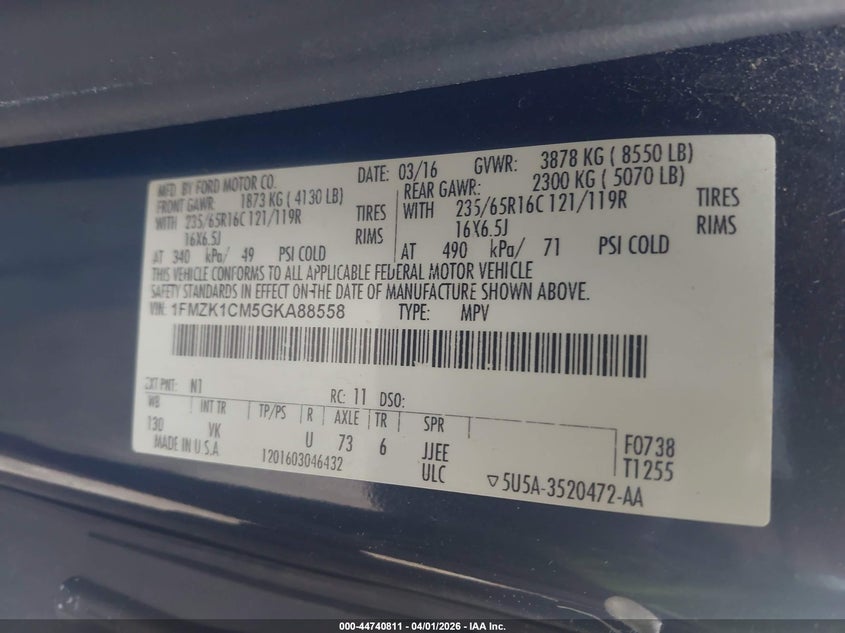 MFD. BY FORD MOTOR CO.
DATE: 03/16 GVWR: 3878 KG ( 8550 LB)
FRONT GAWR: 1873 KG ( 4130 LB) REAR GAWR: 2300 KG ( 5070 LB)
WITH 235/65R16C 121/119R TIRES WITH 235/65R16C 121/119R TIRES
16X6.5J RIMS 16X6.5J RIMS
AT 340 kPa/ 49 PSI COLD AT 490 kPa/ 71 PSI COLD
THIS VEHICLE CONFORMS TO ALL APPLICABLE FEDERAL MOTOR VEHICLE
SAFETY STANDARDS IN EFFECT ON THE DATE OF MANUFACTURE SHOWN ABOVE.
VIN: 1FMZK1CM5GKA88558 TYPE: MPV
EXT PNT: N1 RC: 11 DSO:
WB INT TR TP/PS R AXLE TR SPR
130 VK U 73 6 JJEE F0738
MADE IN U.S.A 1201603046432 ULC T1255
▽5U5A-3520472-AA
000-44740811 - 04/01/2026 - IAA Inc.